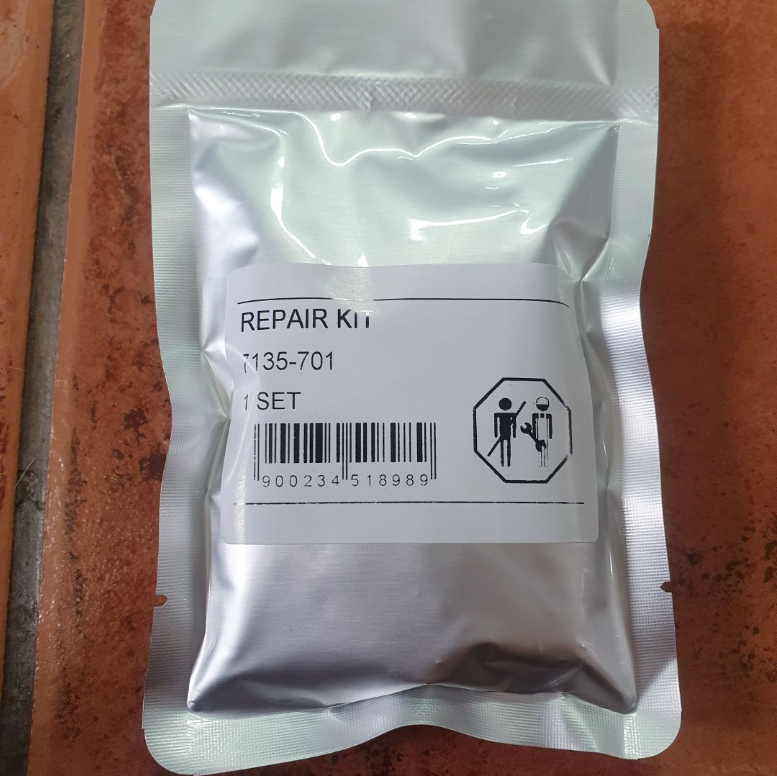 REPAIR KIT
7135-701
1 SET
900234 518989